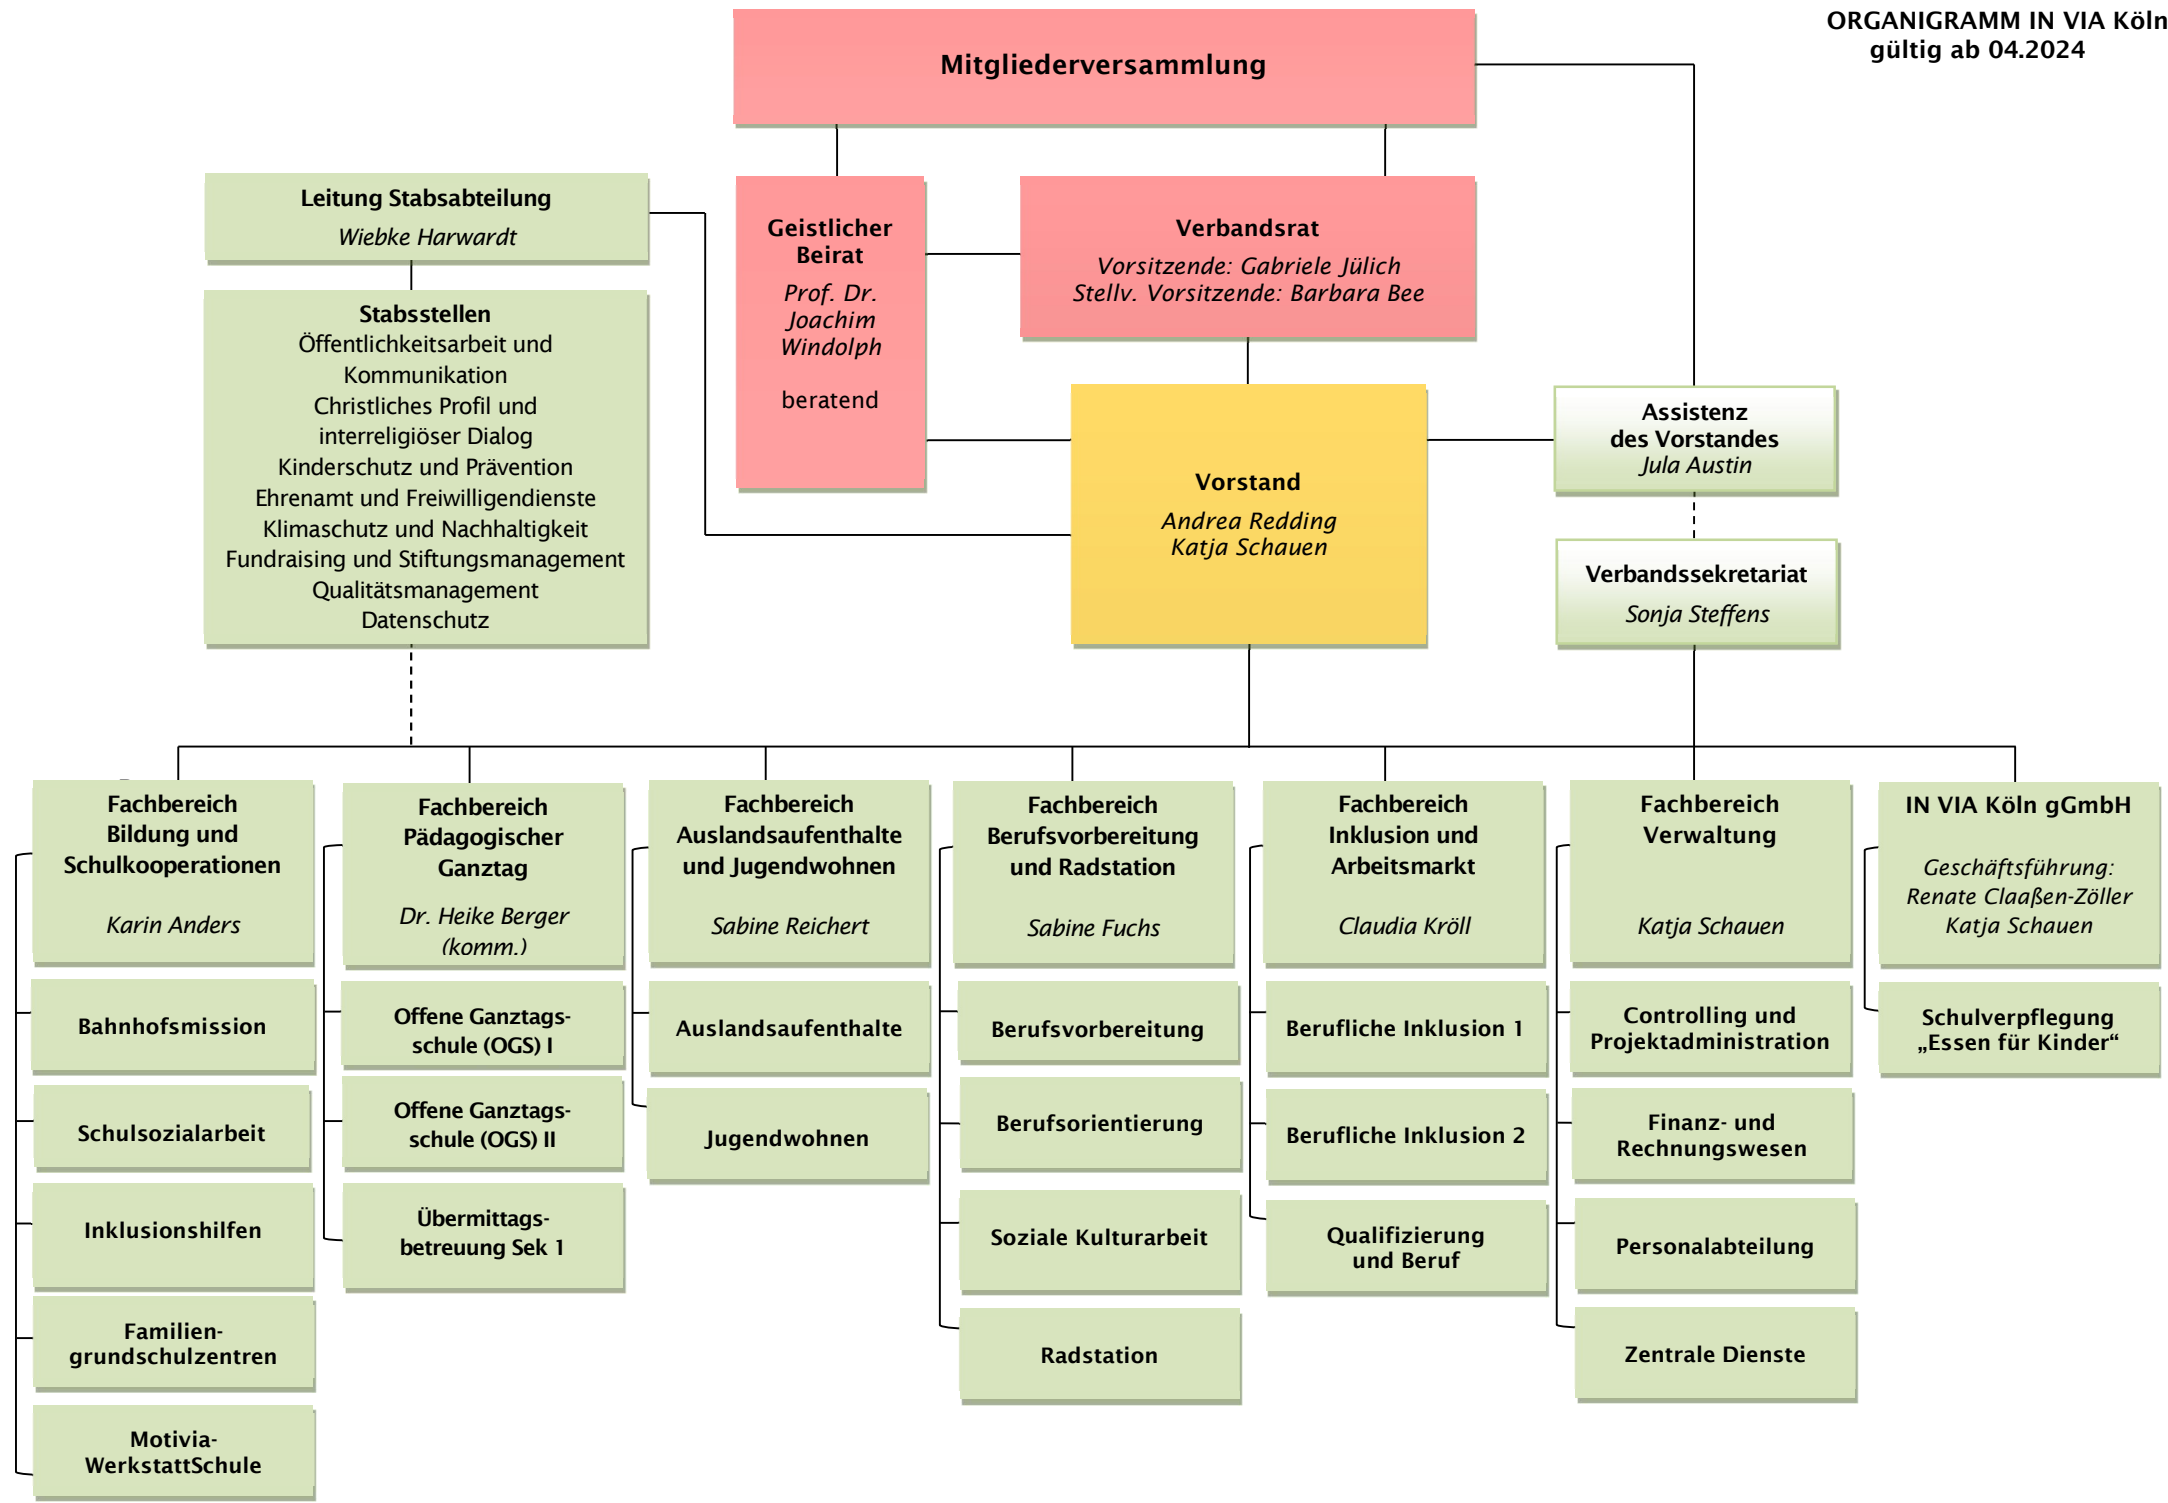 ORGANIGRAMM IN VIA Köln
gültig ab 04.2024
Mitgliederversammlung
Leitung Stabsabteilung
Wiebke Harwardt
Geistlicher
Beirat
Prof. Dr.
Joachim
Windolph
beratend
Verbandsrat
Vorsitzende: Gabriele Jülich
Stellv. Vorsitzende: Barbara Bee
Stabsstellen
Öffentlichkeitsarbeit und
Kommunikation
Christliches Profil und
interreligiöser Dialog
Kinderschutz und Prävention
Ehrenamt und Freiwilligendienste
Klimaschutz und Nachhaltigkeit
Fundraising und Stiftungsmanagement
Qualitätsmanagement
Datenschutz
Vorstand
Andrea Redding
Katja Schauen
Assistenz
des Vorstandes
Jula Austin
Verbandssekretariat
Sonja Steffens
Fachbereich
Bildung und
Schulkooperationen
Karin Anders
Bahnhofsmission
Schulsozialarbeit
Inklusionshilfen
Familien-
grundschulzentren
Motivia-
WerkstattSchule
Fachbereich
Pädagogischer
Ganztag
Dr. Heike Berger
(komm.)
Offene Ganztags-
schule (OGS) I
Offene Ganztags-
schule (OGS) II
Übermittags-
betreuung Sek 1
Fachbereich
Auslandsaufenthalte
und Jugendwohnen
Sabine Reichert
Auslandsaufenthalte
Jugendwohnen
Fachbereich
Berufsvorbereitung
und Radstation
Sabine Fuchs
Berufsvorbereitung
Berufsorientierung
Soziale Kulturarbeit
Radstation
Fachbereich
Inklusion und
Arbeitsmarkt
Claudia Kröll
Berufliche Inklusion 1
Berufliche Inklusion 2
Qualifizierung
und Beruf
Fachbereich
Verwaltung
Katja Schauen
Controlling und
Projektadministration
Finanz- und
Rechnungswesen
Personalabteilung
Zentrale Dienste
IN VIA Köln gGmbH
Geschäftsführung:
Renate Claaßen-Zöller
Katja Schauen
Schulverpflegung
„Essen für Kinder“